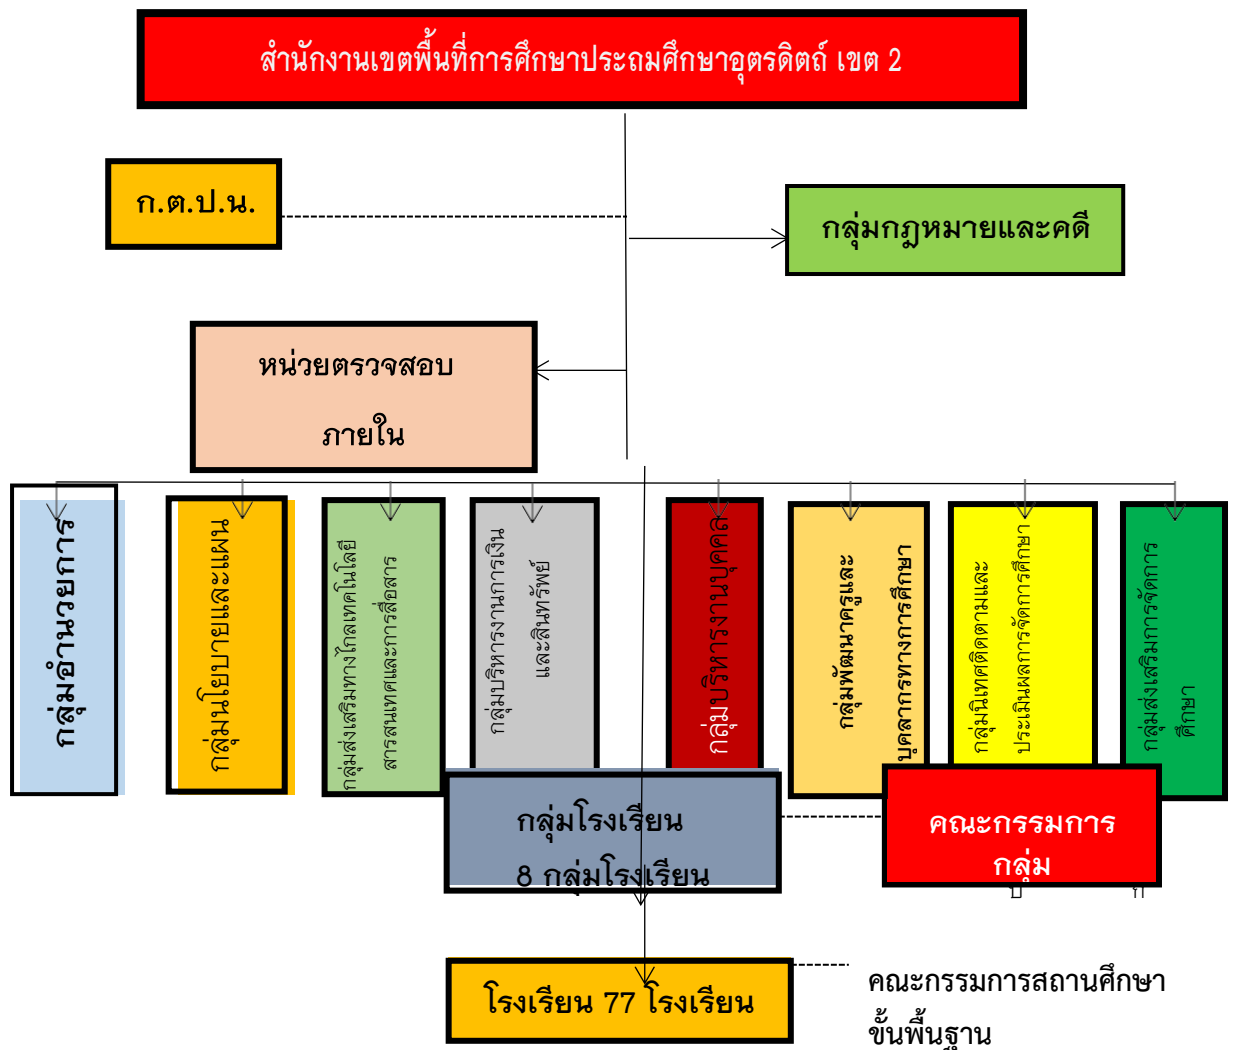 สำนักงานเขตพื้นที่การศึกษาประถมศึกษาอุตรดิตถ์ เขต 2
ก.ต.ป.น.
กลุ่มกฎหมายและคดี
หน่วยตรวจสอบ
ภายใน
กลุ่มอำนวยการ
กลุ่มนโยบายและแผน
กลุ่มส่งเสริมทางไกลเทคโนโลยี
สารสนเทศและการสื่อสาร
กลุ่มบริหารงานการเงิน
และสินทรัพย์
กลุ่มบริหารงานบุคคล
กลุ่มพัฒนาครูและ
บุคลากรทางการศึกษา
กลุ่มนิเทศติดตามและ
ประเมินผลการจัดการศึกษา
กลุ่มส่งเสริมการจัดการ
ศึกษา
กลุ่มโรงเรียน
8 กลุ่มโรงเรียน
คณะกรรมการ
กลุ่ม
โรงเรียน 77 โรงเรียน
คณะกรรมการสถานศึกษา
ขั้นพื้นฐาน